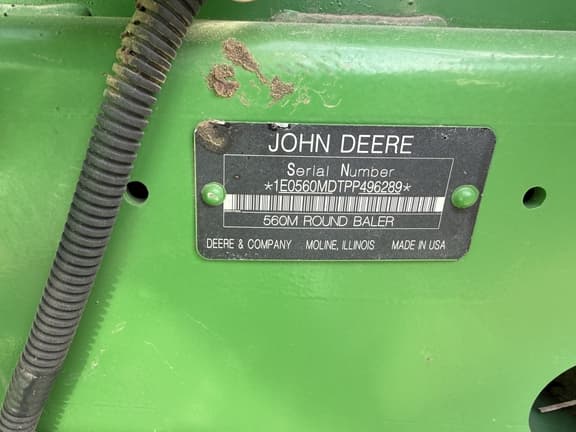 JOHN DEERE
Serial Number
*1E0560MDTPP496289*
560M ROUND BALER
DEERE & COMPANY MOLINE, ILLINOIS MADE IN USA